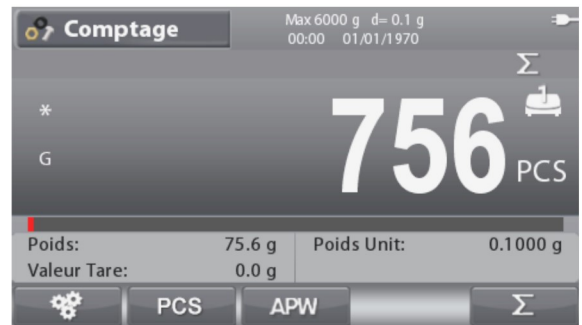 Comptage
Max 6000 g d= 0.1 g
00:00 01/01/1970
Σ
1
*
756
G
PCS
Poids: 75.6 g Poids Unit: 0.1000 g
Valeur Tare: 0.0 g
PCS APW Σ